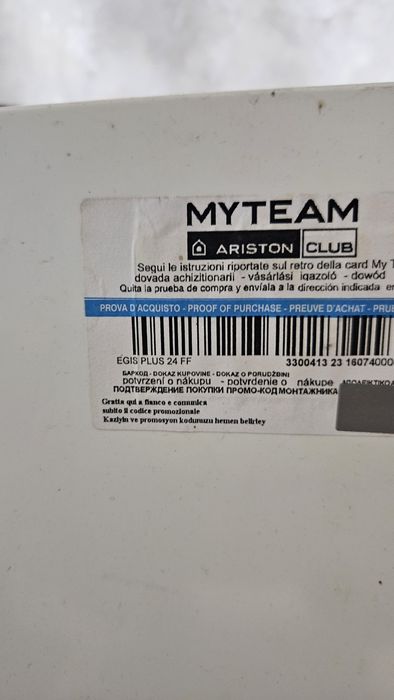 MYTEAM
ARISTON CLUB
Segui le istruzioni riportate sul retro della card My T
dovada achizitionarii - vásárlási igazoló - dowód
Quita la prueba de compra y envíala a la dirección indicada en
PROVA D'ACQUISTO - PROOF OF PURCHASE - PREUVE D'ACHAT - PRUE
EGIS PLUS 24 FF 3300413 23 16074000
БАРКОД - DOKAZ KUPOVINE - DOKAZ O PORUDŽBINI
potvrzení o nákupu - potvrdenie o nákupe
ПОДТВЕРЖДЕНИЕ ПОКУПКИ ПРОМО-КОД МОНТАЖНИКА
Gratta qui a fianco e comunica
subito il codice promozionale
Kazıyın ve promosyon kodunuzu hemen belirtey